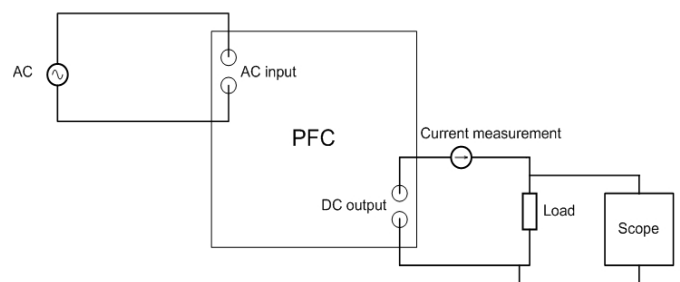 AC
AC input
PFC
Current measurement
DC output
Load
Scope